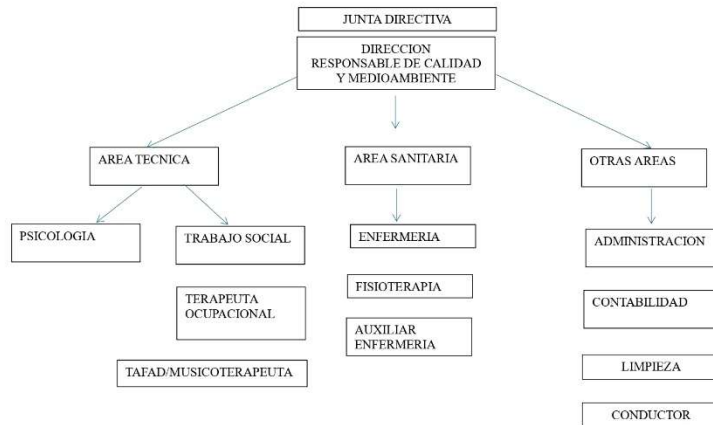 JUNTA DIRECTIVA
DIRECCION
RESPONSABLE DE CALIDAD
Y MEDIOAMBIENTE
AREA TECNICA
AREA SANITARIA
OTRAS AREAS
PSICOLOGIA
TRABAJO SOCIAL
ENFERMERIA
ADMINISTRACION
TERAPEUTA
OCUPACIONAL
FISIOTERAPIA
CONTABILIDAD
AUXILIAR
ENFERMERIA
TAFAD/MUSICOTERAPEUTA
LIMPIEZA
CONDUCTOR